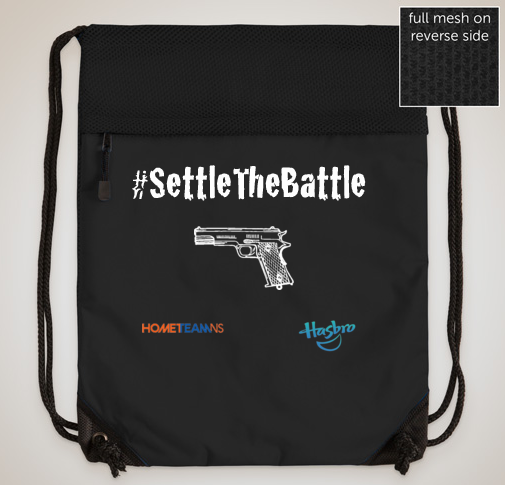 full mesh on
reverse side
#SettleTheBattle
HOMETEAMNS
Hasbro